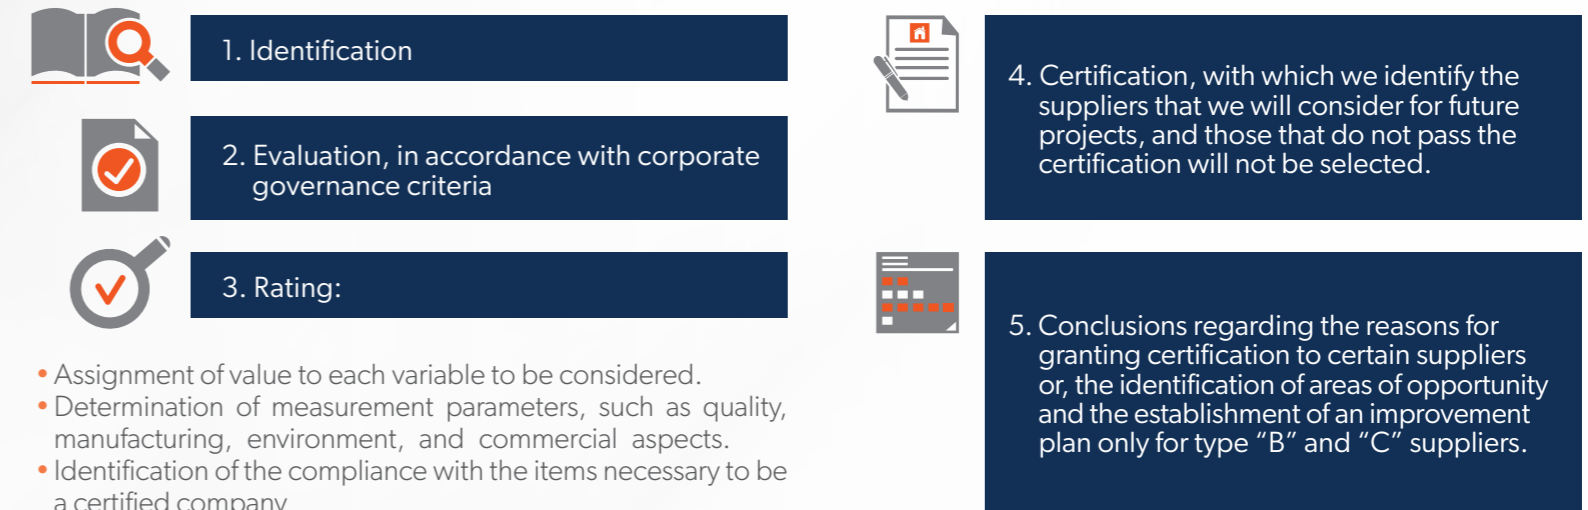 1. Identification
2. Evaluation, in accordance with corporate
governance criteria
3. Rating:
• Assignment of value to each variable to be considered.
• Determination of measurement parameters, such as quality,
manufacturing, environment, and commercial aspects.
• Identification of the compliance with the items necessary to be
a certified company
4. Certification, with which we identify the
suppliers that we will consider for future
projects, and those that do not pass the
certification will not be selected.
5. Conclusions regarding the reasons for
granting certification to certain suppliers
or, the identification of areas of opportunity
and the establishment of an improvement
plan only for type “B” and “C” suppliers.